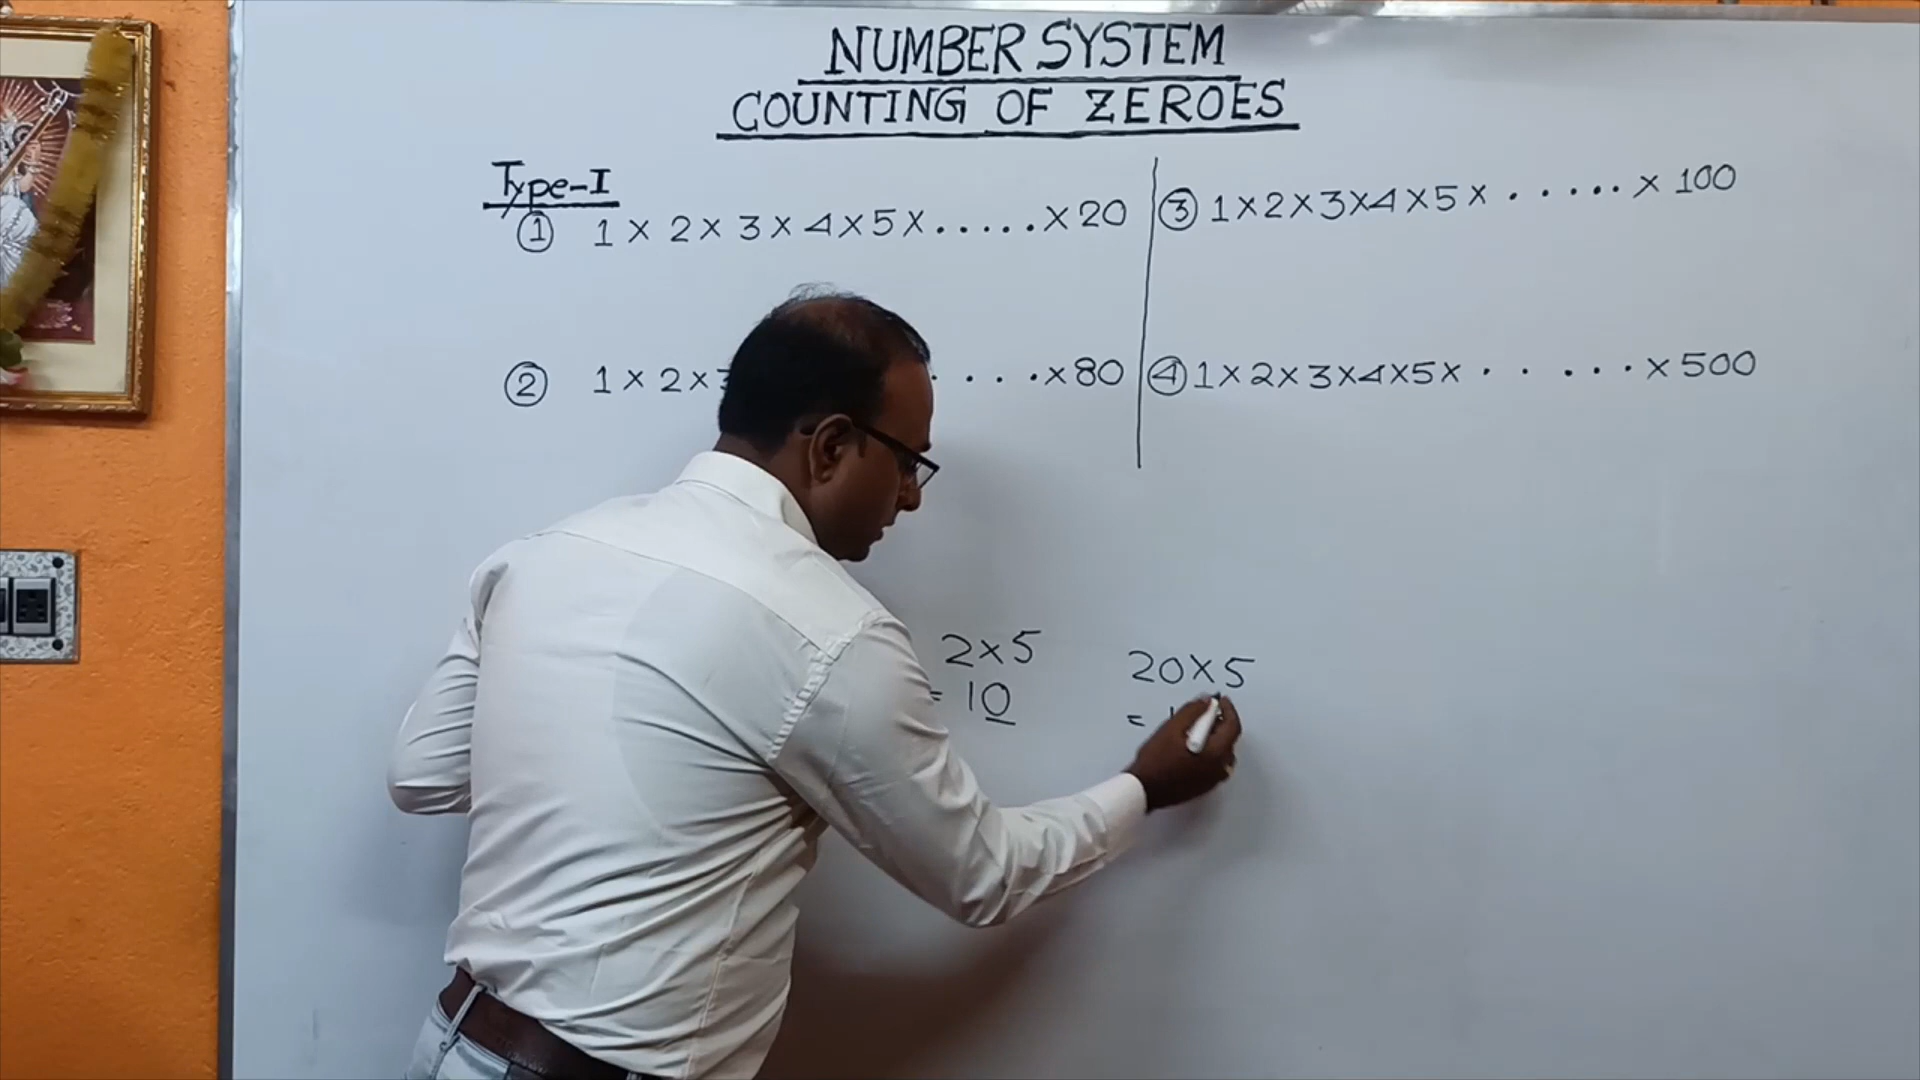 NUMBER SYSTEM
COUNTING OF ZEROES
Type-I
① 1 × 2 × 3 × 4 × 5 × ..... × 20
② 1 × 2 × . . . . × 80
③ 1 × 2 × 3 × 4 × 5 × ..... × 100
④ 1 × 2 × 3 × 4 × 5 × . . . . . . × 500
2 × 5
= 10
20 × 5
=